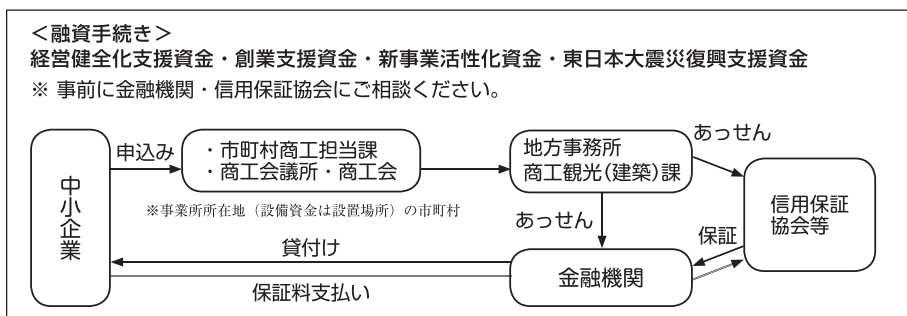 ＜融資手続き＞
経営健全化支援資金・創業支援資金・新事業活性化資金・東日本大震災復興支援資金
※ 事前に金融機関・信用保証協会にご相談ください。
中小企業
申込み
・市町村商工担当課
・商工会議所・商工会
※事業所所在地（設備資金は設置場所）の市町村
地方事務所
商工観光(建築)課
あっせん
あっせん
信用保証
協会等
保証
金融機関
貸付け
保証料支払い